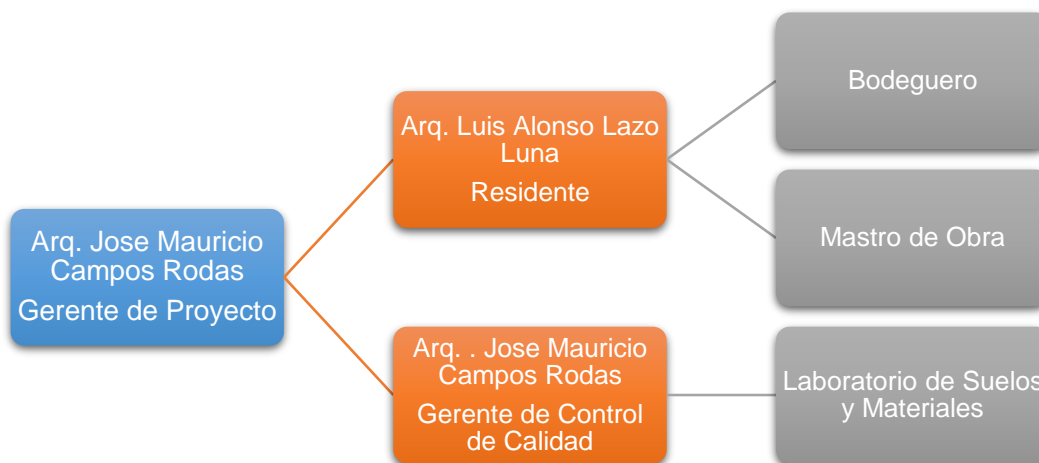 Arq. Jose Mauricio
Campos Rodas
Gerente de Proyecto
Arq. Luis Alonso Lazo
Luna
Residente
Bodeguero
Mastro de Obra
Arq. . Jose Mauricio
Campos Rodas
Gerente de Control
de Calidad
Laboratorio de Suelos
y Materiales